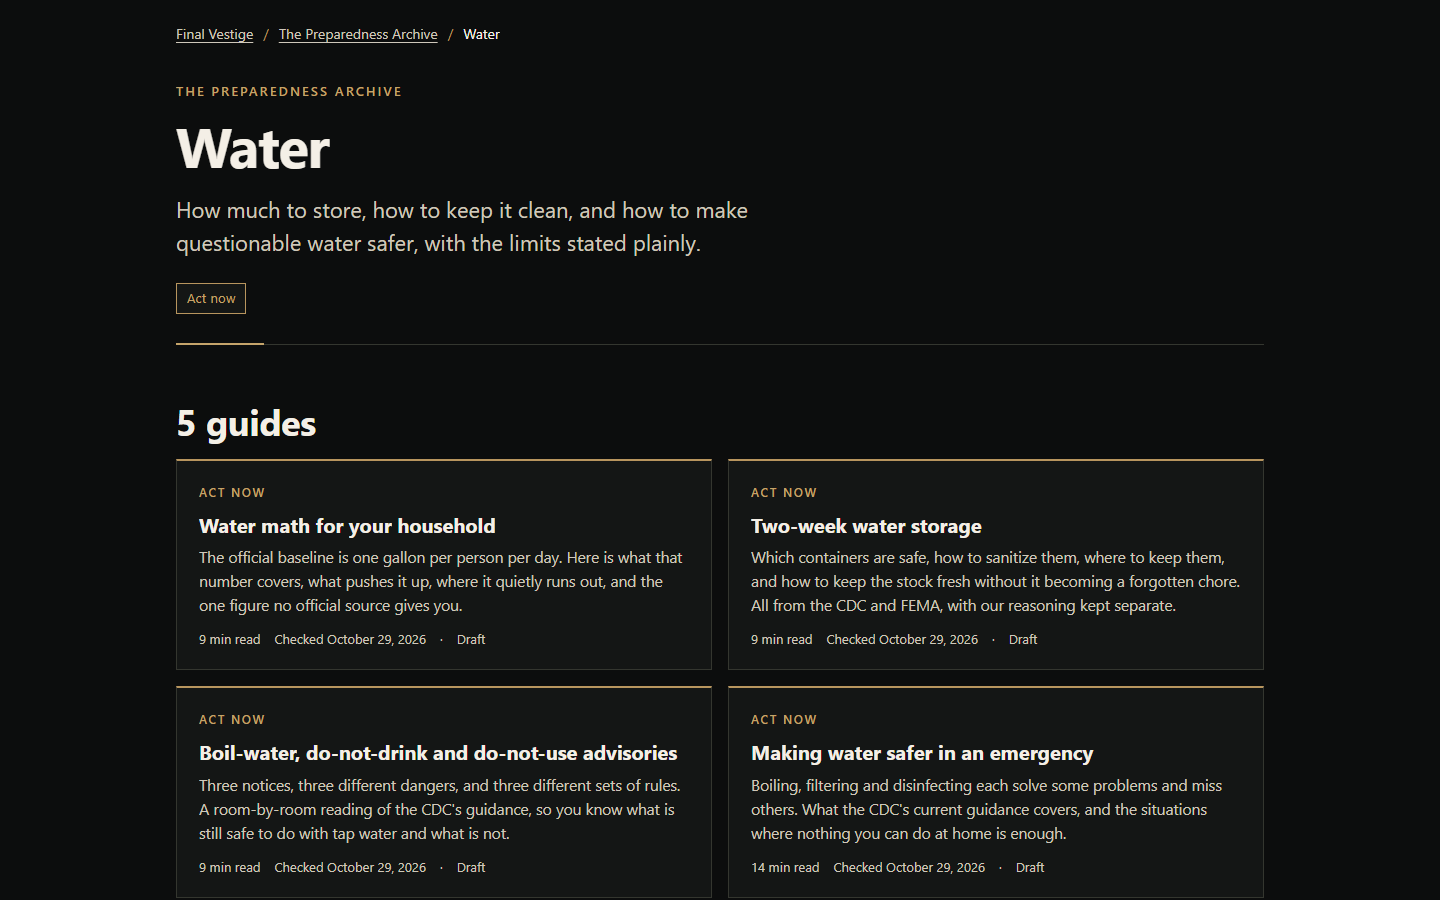 Final Vestige / The Preparedness Archive / Water
THE PREPAREDNESS ARCHIVE
Water
How much to store, how to keep it clean, and how to make
questionable water safer, with the limits stated plainly.
Act now
5 guides
ACT NOW
Water math for your household
The official baseline is one gallon per person per day. Here is what that
number covers, what pushes it up, where it quietly runs out, and the
one figure no official source gives you.
9 min read Checked October 29, 2026 · Draft
ACT NOW
Two-week water storage
Which containers are safe, how to sanitize them, where to keep them,
and how to keep the stock fresh without it becoming a forgotten chore.
All from the CDC and FEMA, with our reasoning kept separate.
9 min read Checked October 29, 2026 · Draft
ACT NOW
Boil-water, do-not-drink and do-not-use advisories
Three notices, three different dangers, and three different sets of rules.
A room-by-room reading of the CDC's guidance, so you know what is
still safe to do with tap water and what is not.
9 min read Checked October 29, 2026 · Draft
ACT NOW
Making water safer in an emergency
Boiling, filtering and disinfecting each solve some problems and miss
others. What the CDC's current guidance covers, and the situations
where nothing you can do at home is enough.
14 min read Checked October 29, 2026 · Draft